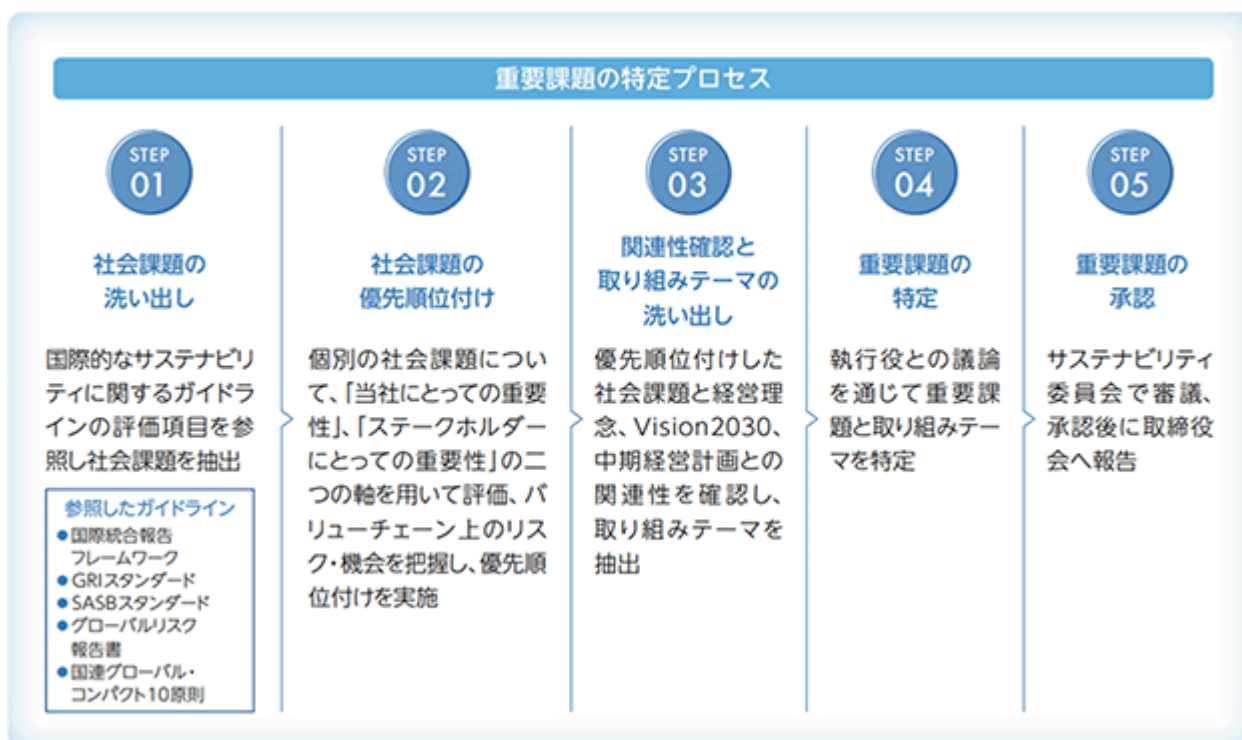 重要課題の特定プロセス
STEP
01
社会課題の
洗い出し
国際的なサステナビリ
ティに関するガイドラ
インの評価項目を参
照し社会課題を抽出
参照したガイドライン
●国際統合報告
フレームワーク
●GRIスタンダード
●SASBスタンダード
●グローバルリスク
報告書
●国連グローバル・
コンパクト10原則
STEP
02
社会課題の
優先順位付け
個別の社会課題につい
て、「当社にとっての重要
性」、「ステークホルダー
にとっての重要性」の二
つの軸を用いて評価、バ
リューチェーン上のリス
ク・機会を把握し、優先順
位付けを実施
STEP
03
関連性確認と
取り組みテーマの
洗い出し
優先順位付けした
社会課題と経営理
念、Vision2030、
中期経営計画との
関連性を確認し、
取り組みテーマを
抽出
STEP
04
重要課題の
特定
執行役との議論
を通じて重要課
題と取り組みテー
マを特定
STEP
05
重要課題の
承認
サステナビリティ
委員会で審議、
承認後に取締役
会へ報告